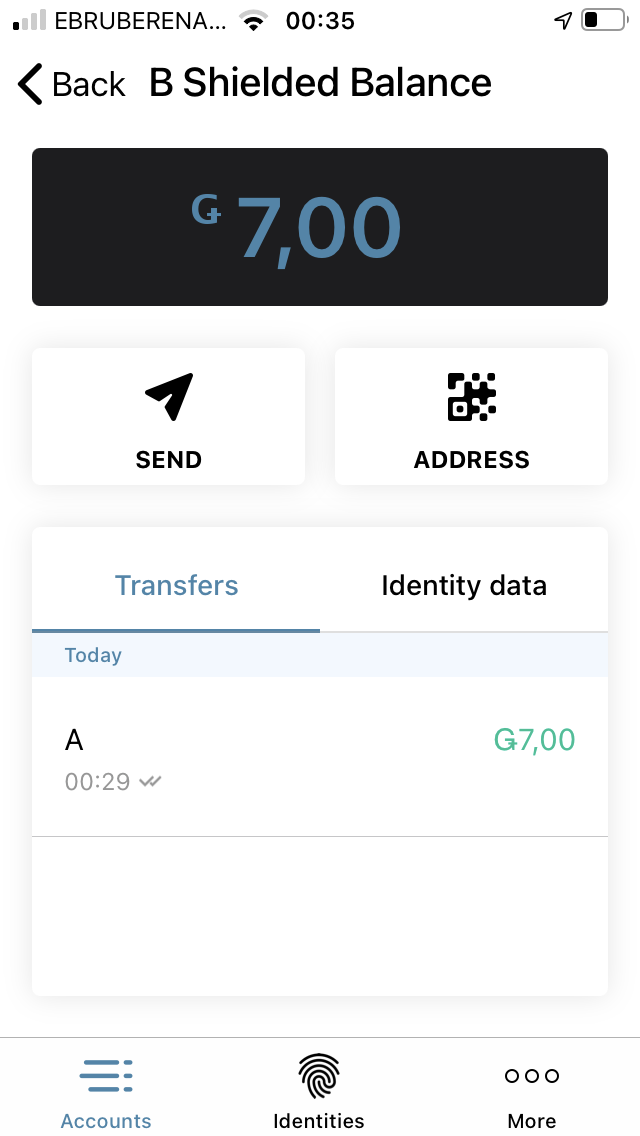 EBRUBERENA... 00:35
Back B Shielded Balance
G 7,00
SEND ADDRESS
Transfers Identity data
Today
A G7,00
00:29
Accounts Identities More